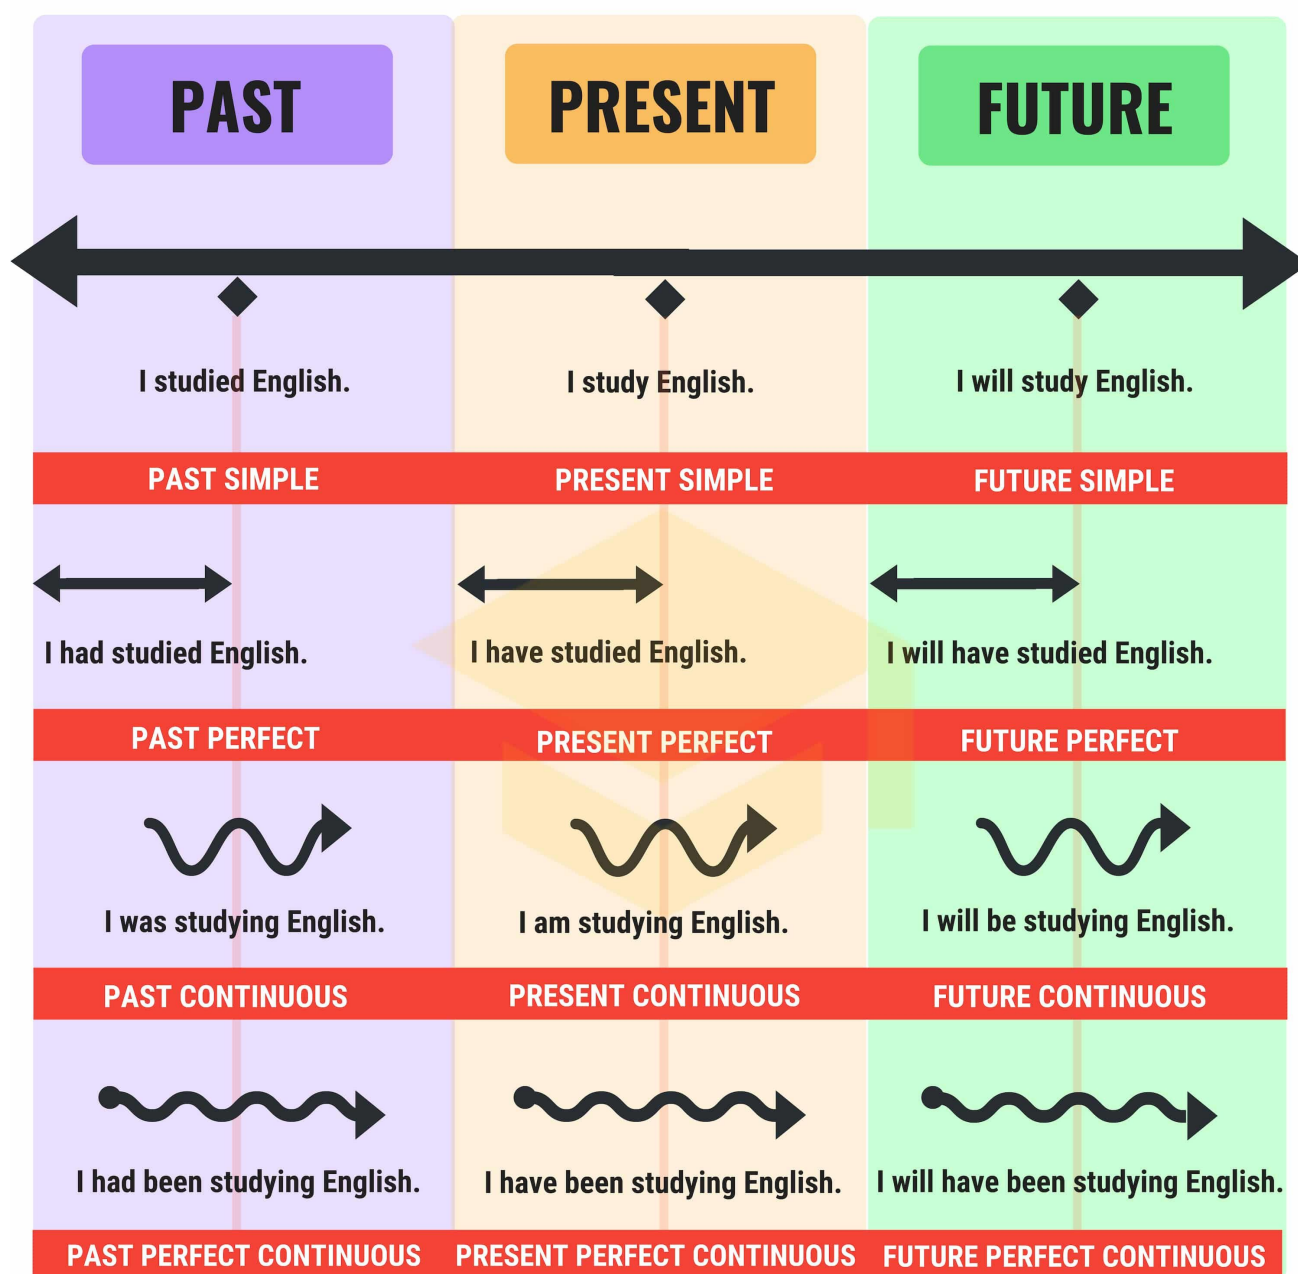 PAST
PRESENT
FUTURE
I studied English.
I study English.
I will study English.
PAST SIMPLE
PRESENT SIMPLE
FUTURE SIMPLE
I had studied English.
I have studied English.
I will have studied English.
PAST PERFECT
PRESENT PERFECT
FUTURE PERFECT
I was studying English.
I am studying English.
I will be studying English.
PAST CONTINUOUS
PRESENT CONTINUOUS
FUTURE CONTINUOUS
I had been studying English.
I have been studying English.
I will have been studying English.
PAST PERFECT CONTINUOUS
PRESENT PERFECT CONTINUOUS
FUTURE PERFECT CONTINUOUS